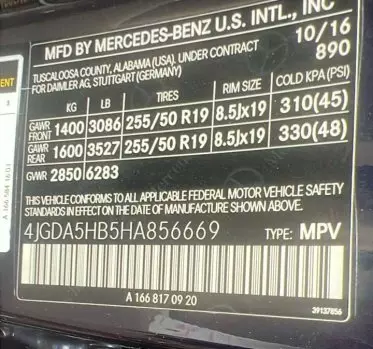 MFD BY MERCEDES-BENZ U.S. INTL., INC
TUSCALOOSA COUNTY, ALABAMA (USA), UNDER CONTRACT 10/16
FOR DAIMLER AG, STUTTGART (GERMANY) 890
KG LB TIRES RIM SIZE COLD KPA (PSI)
GAWR FRONT 1400 3086 255/50 R19 8.5Jx19 310(45)
GAWR REAR 1600 3527 255/50 R19 8.5Jx19 330(48)
GVWR 2850 6283
THIS VEHICLE CONFORMS TO ALL APPLICABLE FEDERAL MOTOR VEHICLE SAFETY
STANDARDS IN EFFECT ON THE DATE OF MANUFACTURE SHOWN ABOVE.
4JGDA5HB5HA856669 TYPE: MPV
A 166 817 09 20
39137856